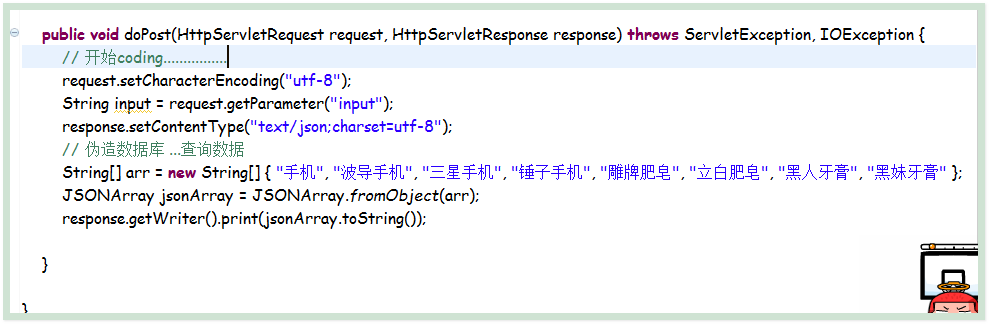 public void doPost(HttpServletRequest request, HttpServletResponse response) throws ServletException, IOException {
// 开始coding................
request.setCharacterEncoding("utf-8");
String input = request.getParameter("input");
response.setContentType("text/json;charset=utf-8");
// 伪造数据库 ...查询数据
String[] arr = new String[] { "手机", "波导手机", "三星手机", "锤子手机", "雕牌肥皂", "立白肥皂", "黑人牙膏", "黑妹牙膏" };
JSONArray jsonArray = JSONArray.fromObject(arr);
response.getWriter().print(jsonArray.toString());
}
}